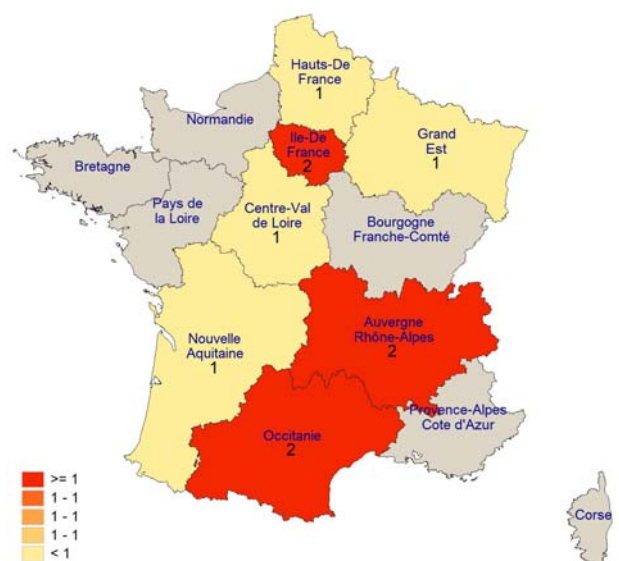 Hauts-De
France
1
Normandie
Ile-De
France
2
Grand
Est
1
Bretagne
Pays de
la Loire
Centre-Val
de Loire
1
Bourgogne
Franche-Comté
Nouvelle
Aquitaine
1
Auvergne
Rhône-Alpes
2
Occitanie
2
Provence-Alpes
Cote d'Azur
Corse
>= 1
1 - 1
1 - 1
1 - 1
< 1